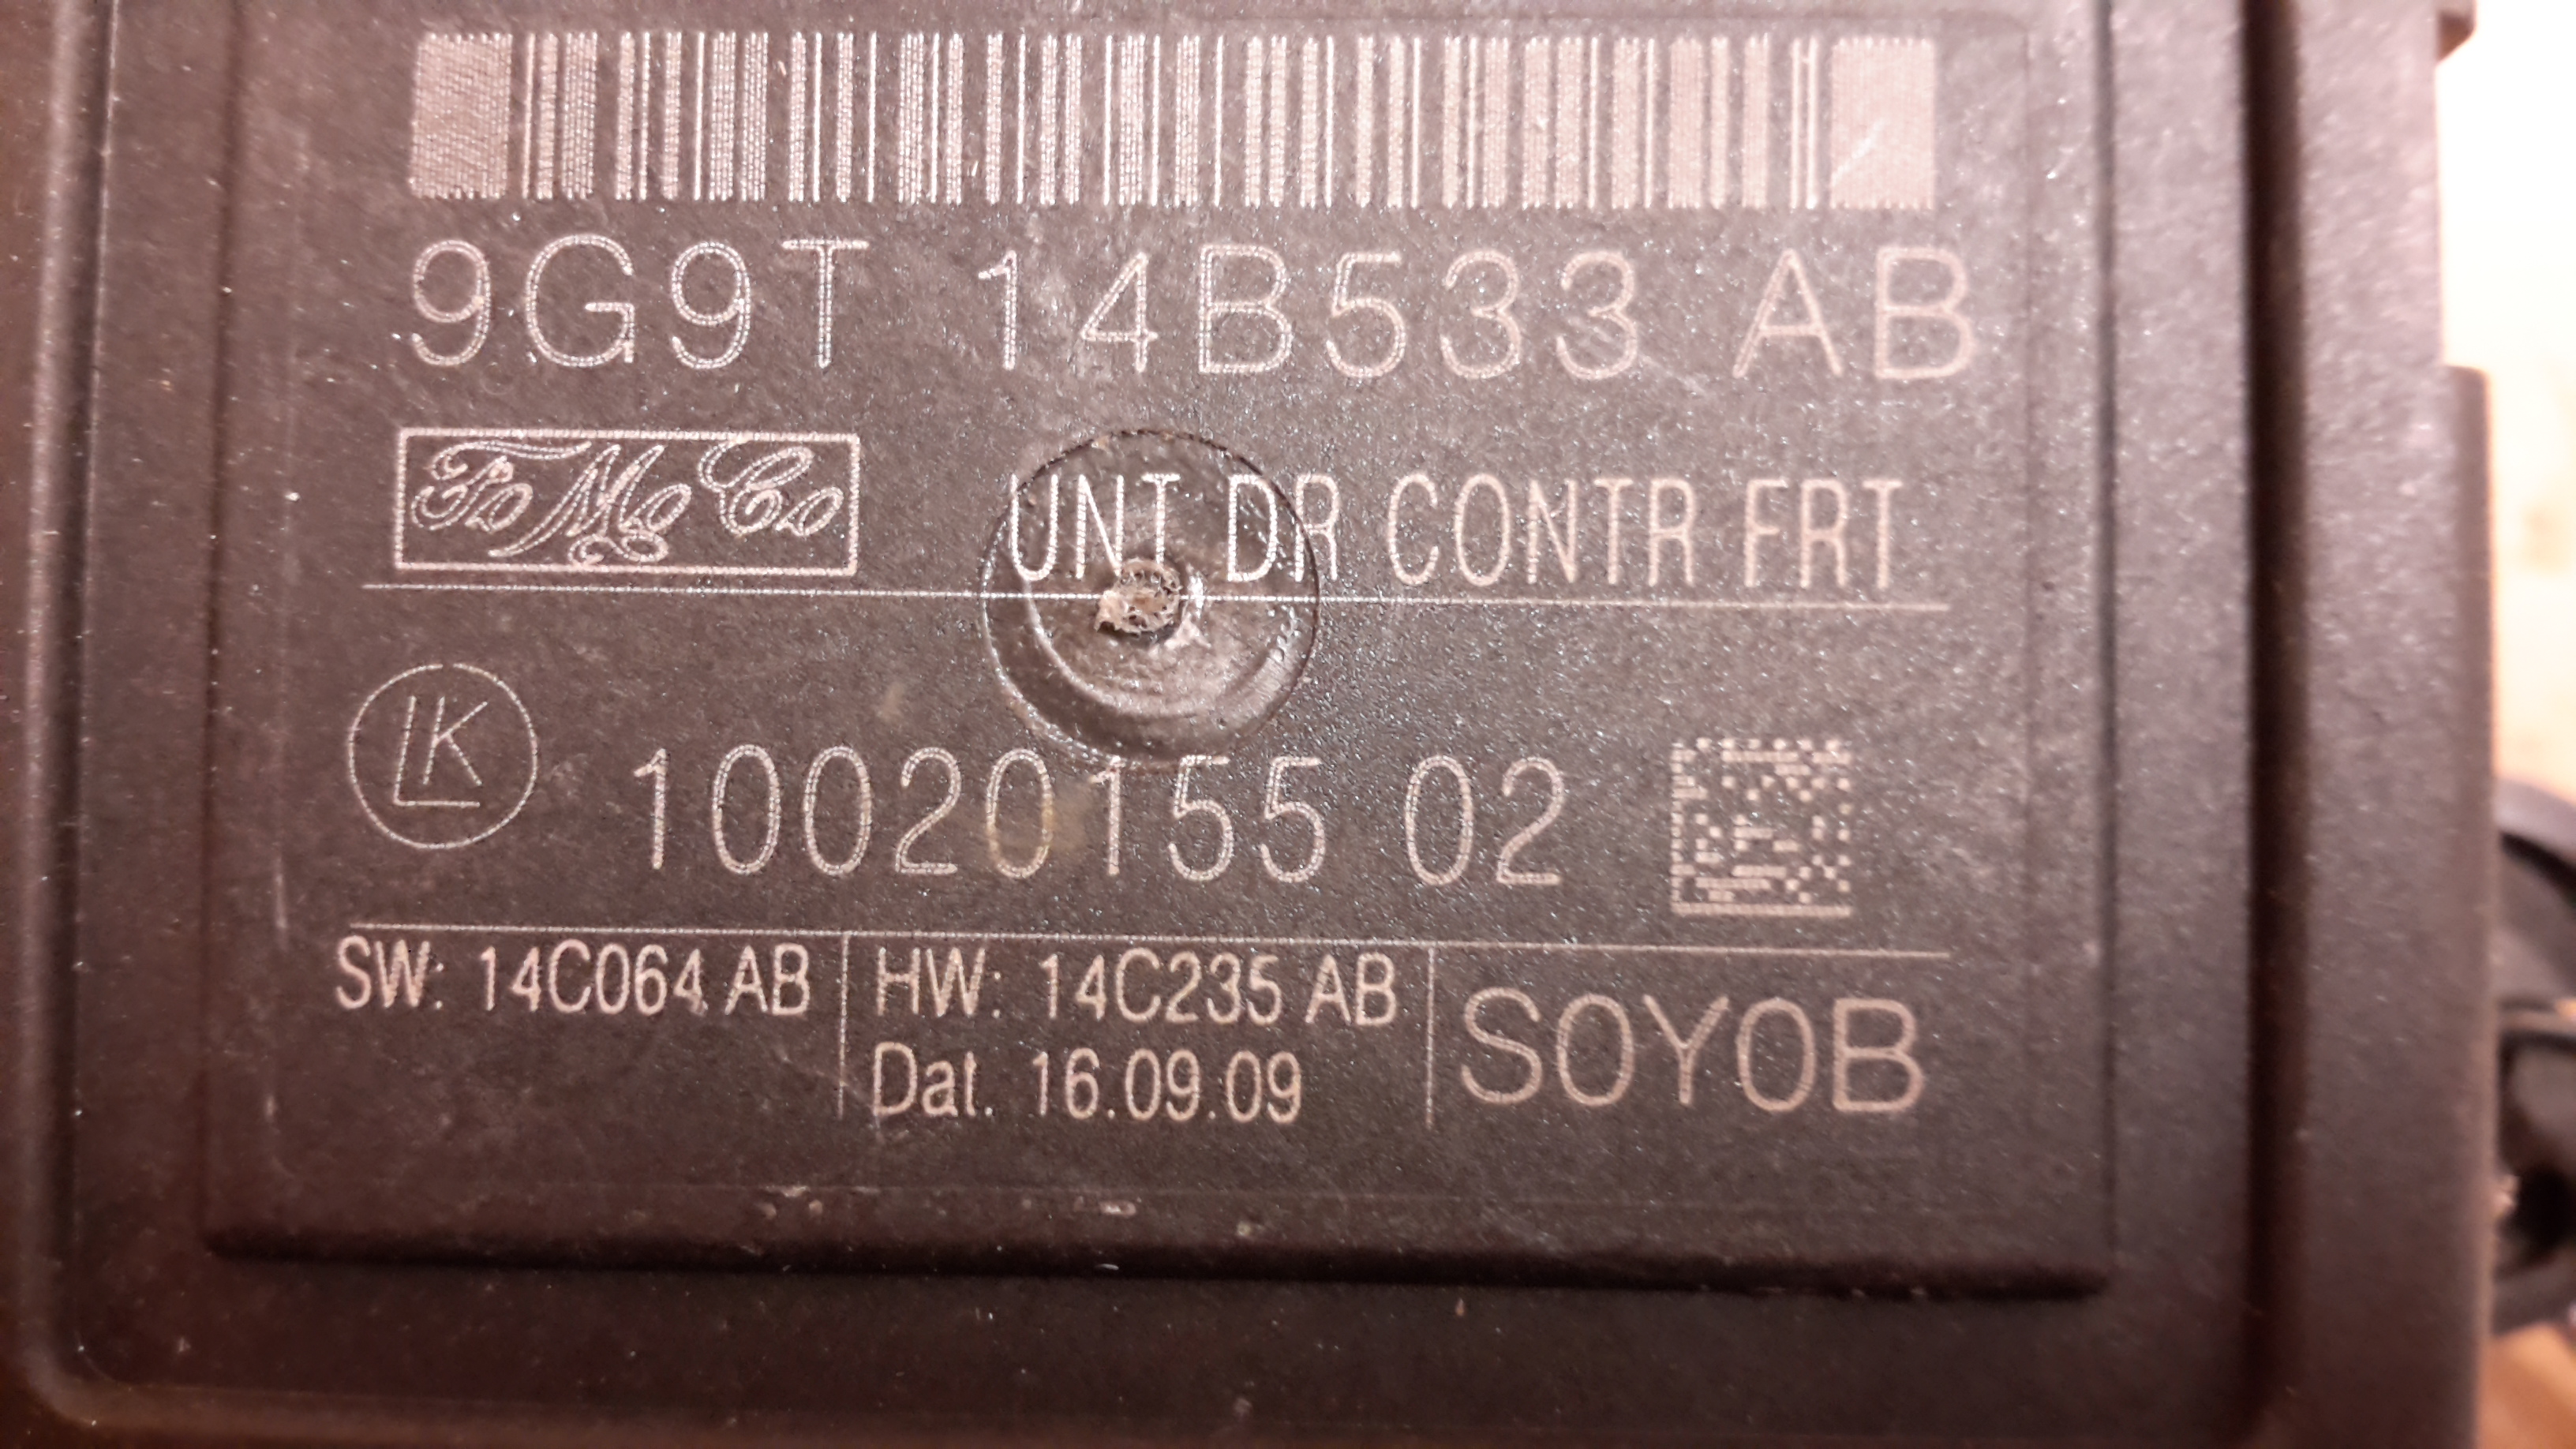 9G9T 14B533 AB
FoMoCo
UNT DR CONTR FRT
LK
10020155 02
SW: 14C064 AB
HW: 14C235 AB
Dat. 16.09.09
S0Y0B